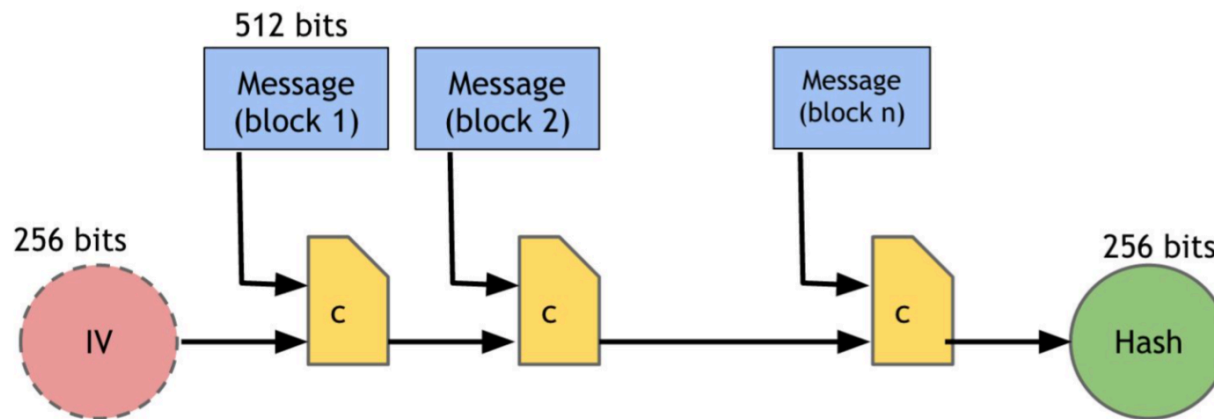 512 bits
Message
(block 1)
Message
(block 2)
Message
(block n)
256 bits
256 bits
IV
c
c
c
Hash